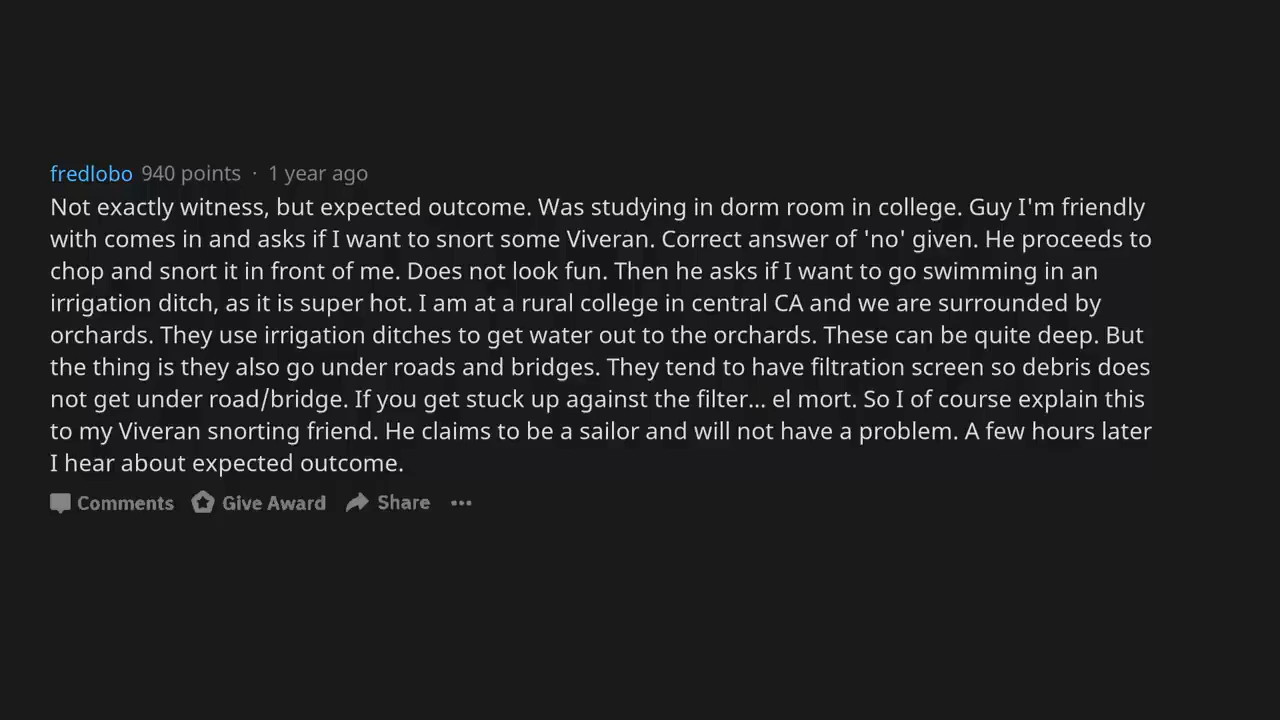 fredlobo 940 points · 1 year ago
Not exactly witness, but expected outcome. Was studying in dorm room in college. Guy I'm friendly
with comes in and asks if I want to snort some Viveran. Correct answer of 'no' given. He proceeds to
chop and snort it in front of me. Does not look fun. Then he asks if I want to go swimming in an
irrigation ditch, as it is super hot. I am at a rural college in central CA and we are surrounded by
orchards. They use irrigation ditches to get water out to the orchards. These can be quite deep. But
the thing is they also go under roads and bridges. They tend to have filtration screen so debris does
not get under road/bridge. If you get stuck up against the filter... el mort. So I of course explain this
to my Viveran snorting friend. He claims to be a sailor and will not have a problem. A few hours later
I hear about expected outcome.
Comments Give Award Share ···